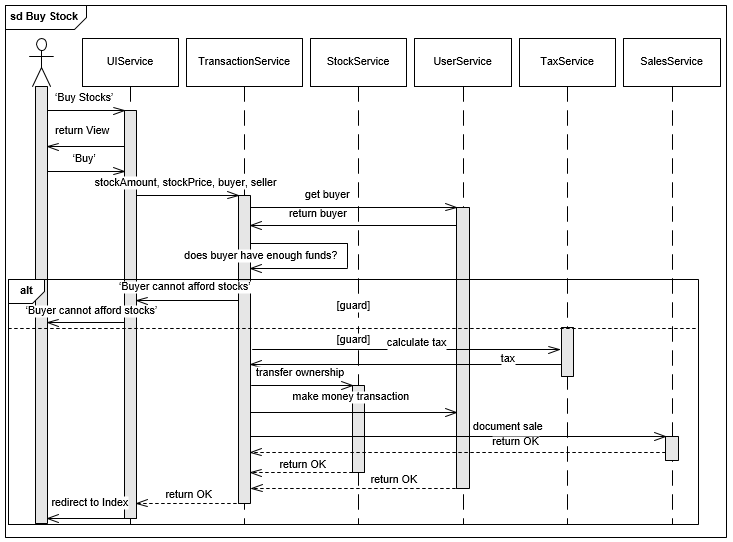 sd Buy Stock
UIService
TransactionService
StockService
UserService
TaxService
SalesService
'Buy Stocks'
return View
'Buy'
stockAmount, stockPrice, buyer, seller
get buyer
return buyer
does buyer have enough funds?
alt
'Buyer cannot afford stocks'
[guard]
'Buyer cannot afford stocks'
[guard]
calculate tax
tax
transfer ownership
make money transaction
document sale
return OK
return OK
return OK
return OK
redirect to Index